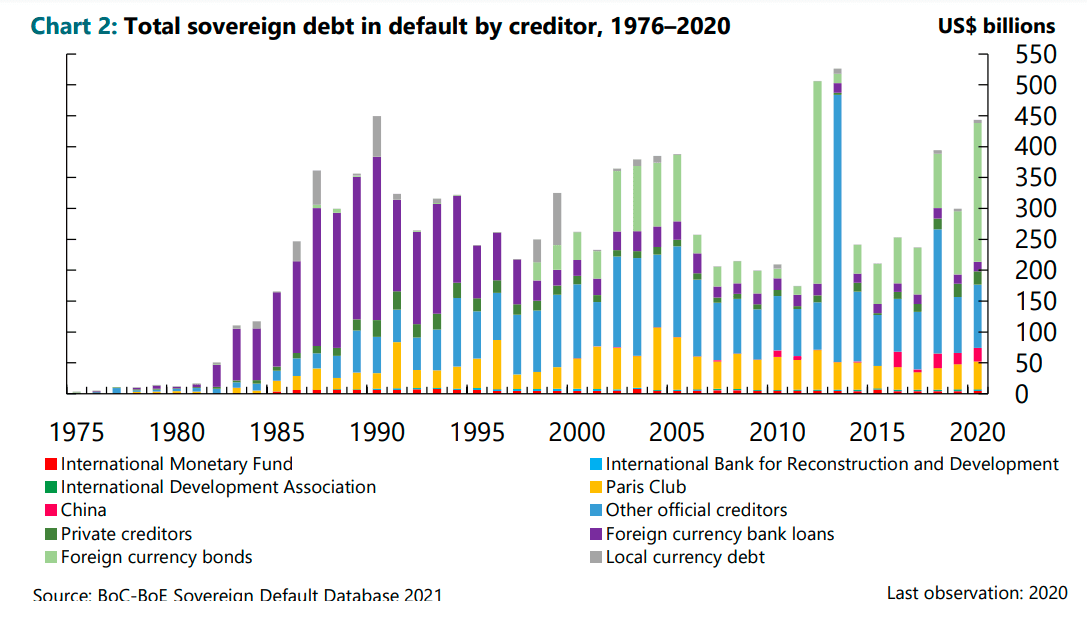 Chart 2: Total sovereign debt in default by creditor, 1976–2020
US$ billions
550
500
450
400
350
300
250
200
150
100
50
0
1975 1980 1985 1990 1995 2000 2005 2010 2015 2020
International Monetary Fund
International Bank for Reconstruction and Development
International Development Association
Paris Club
China
Other official creditors
Private creditors
Foreign currency bank loans
Foreign currency bonds
Local currency debt
Source: BoC-BoE Sovereign Default Database 2021
Last observation: 2020